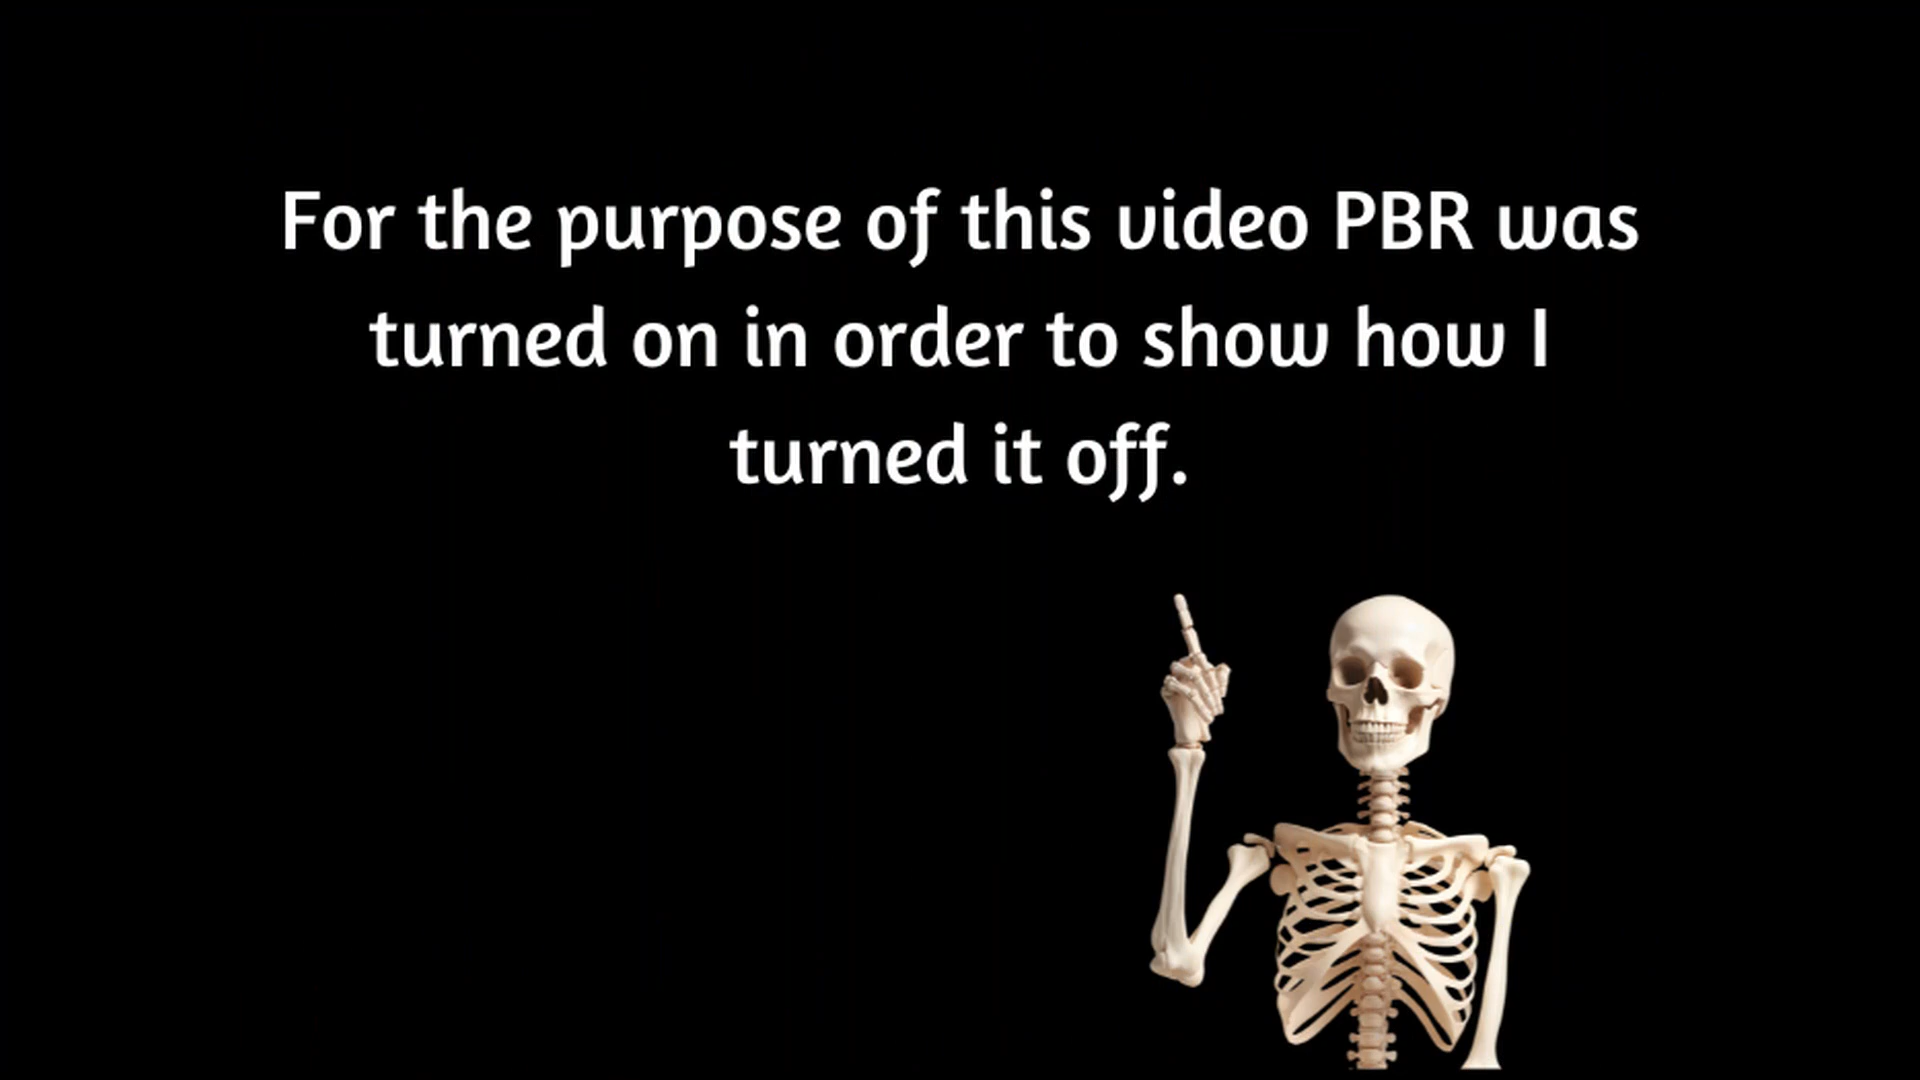 For the purpose of this video PBR was
turned on in order to show how I
turned it off.